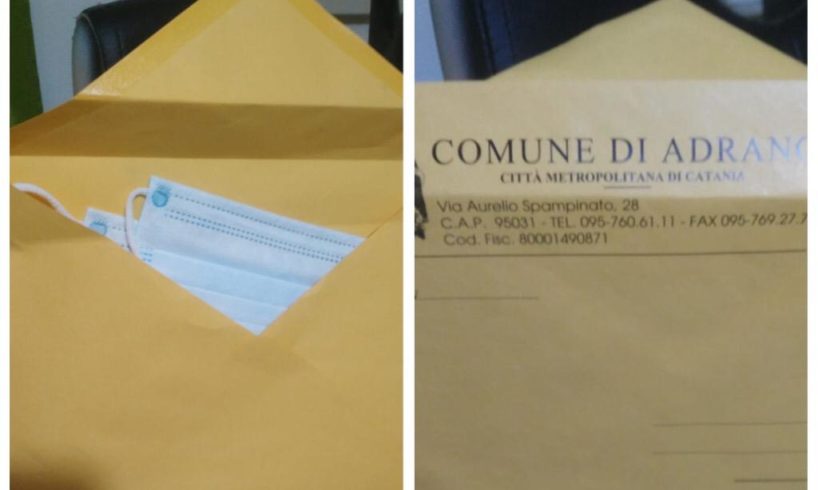 COMUNE DI ADRANO
CITTÀ METROPOLITANA DI CATANIA
Via Aurelio Spampinato, 28
C.A.P. 95031 - TEL. 095-760.61.11 - FAX 095-769.27.7
Cod. Fisc. 80001490871